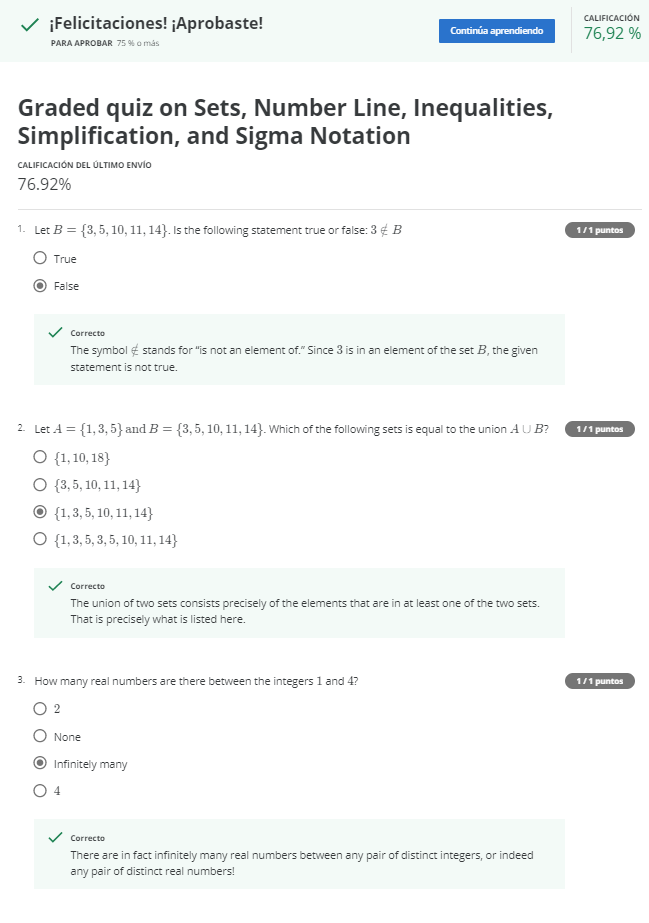 ¡Felicitaciones! ¡Aprobaste!
PARA APROBAR 75 % o más
Continúa aprendiendo
CALIFICACIÓN
76,92 %
Graded quiz on Sets, Number Line, Inequalities,
Simplification, and Sigma Notation
CALIFICACIÓN DEL ÚLTIMO ENVÍO
76.92%
1. Let B = {3, 5, 10, 11, 14}. Is the following statement true or false: 3 ∉ B
1 / 1 puntos
True
False
Correcto
The symbol ∉ stands for “is not an element of.” Since 3 is in an element of the set B, the given
statement is not true.
2. Let A = {1, 3, 5} and B = {3, 5, 10, 11, 14}. Which of the following sets is equal to the union A ∪ B?
1 / 1 puntos
{1, 10, 18}
{3, 5, 10, 11, 14}
{1, 3, 5, 10, 11, 14}
{1, 3, 5, 3, 5, 10, 11, 14}
Correcto
The union of two sets consists precisely of the elements that are in at least one of the two sets.
That is precisely what is listed here.
3. How many real numbers are there between the integers 1 and 4?
1 / 1 puntos
2
None
Infinitely many
4
Correcto
There are in fact infinitely many real numbers between any pair of distinct integers, or indeed
any pair of distinct real numbers!